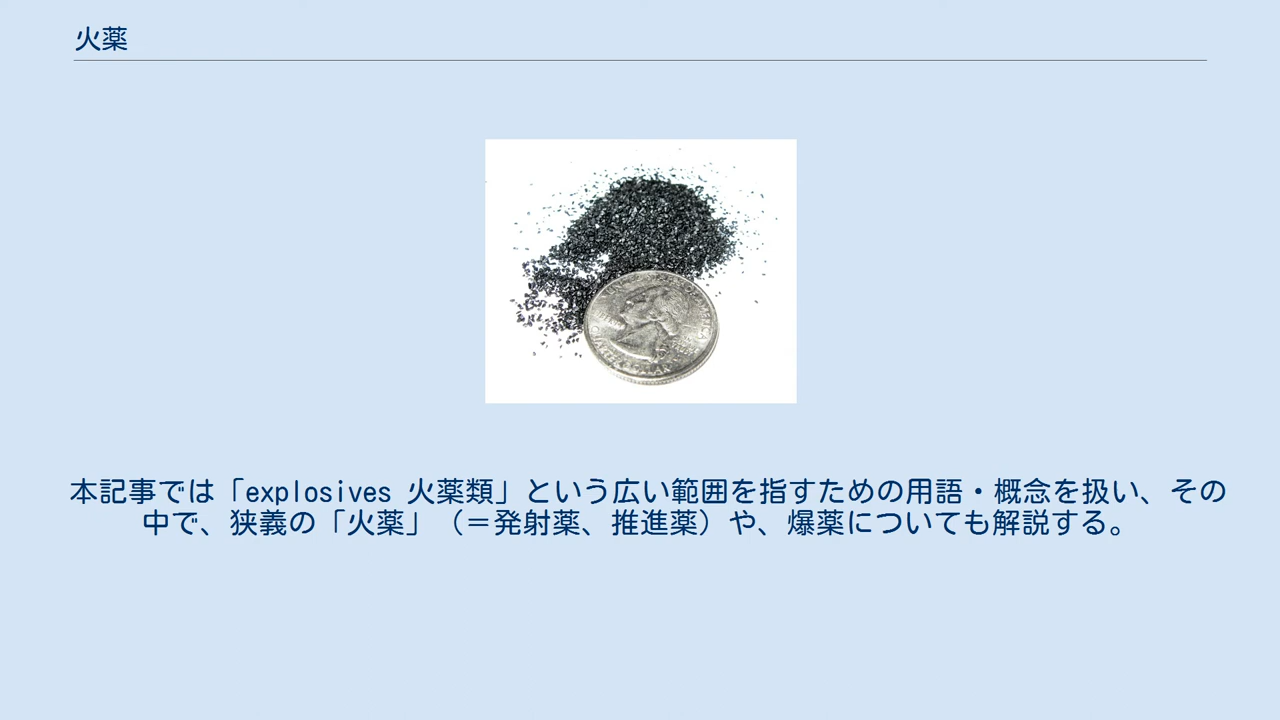 火薬
本記事では「explosives 火薬類」という広い範囲を指すための用語・概念を扱い、その
中で、狭義の「火薬」（＝発射薬、推進薬）や、爆薬についても解説する。